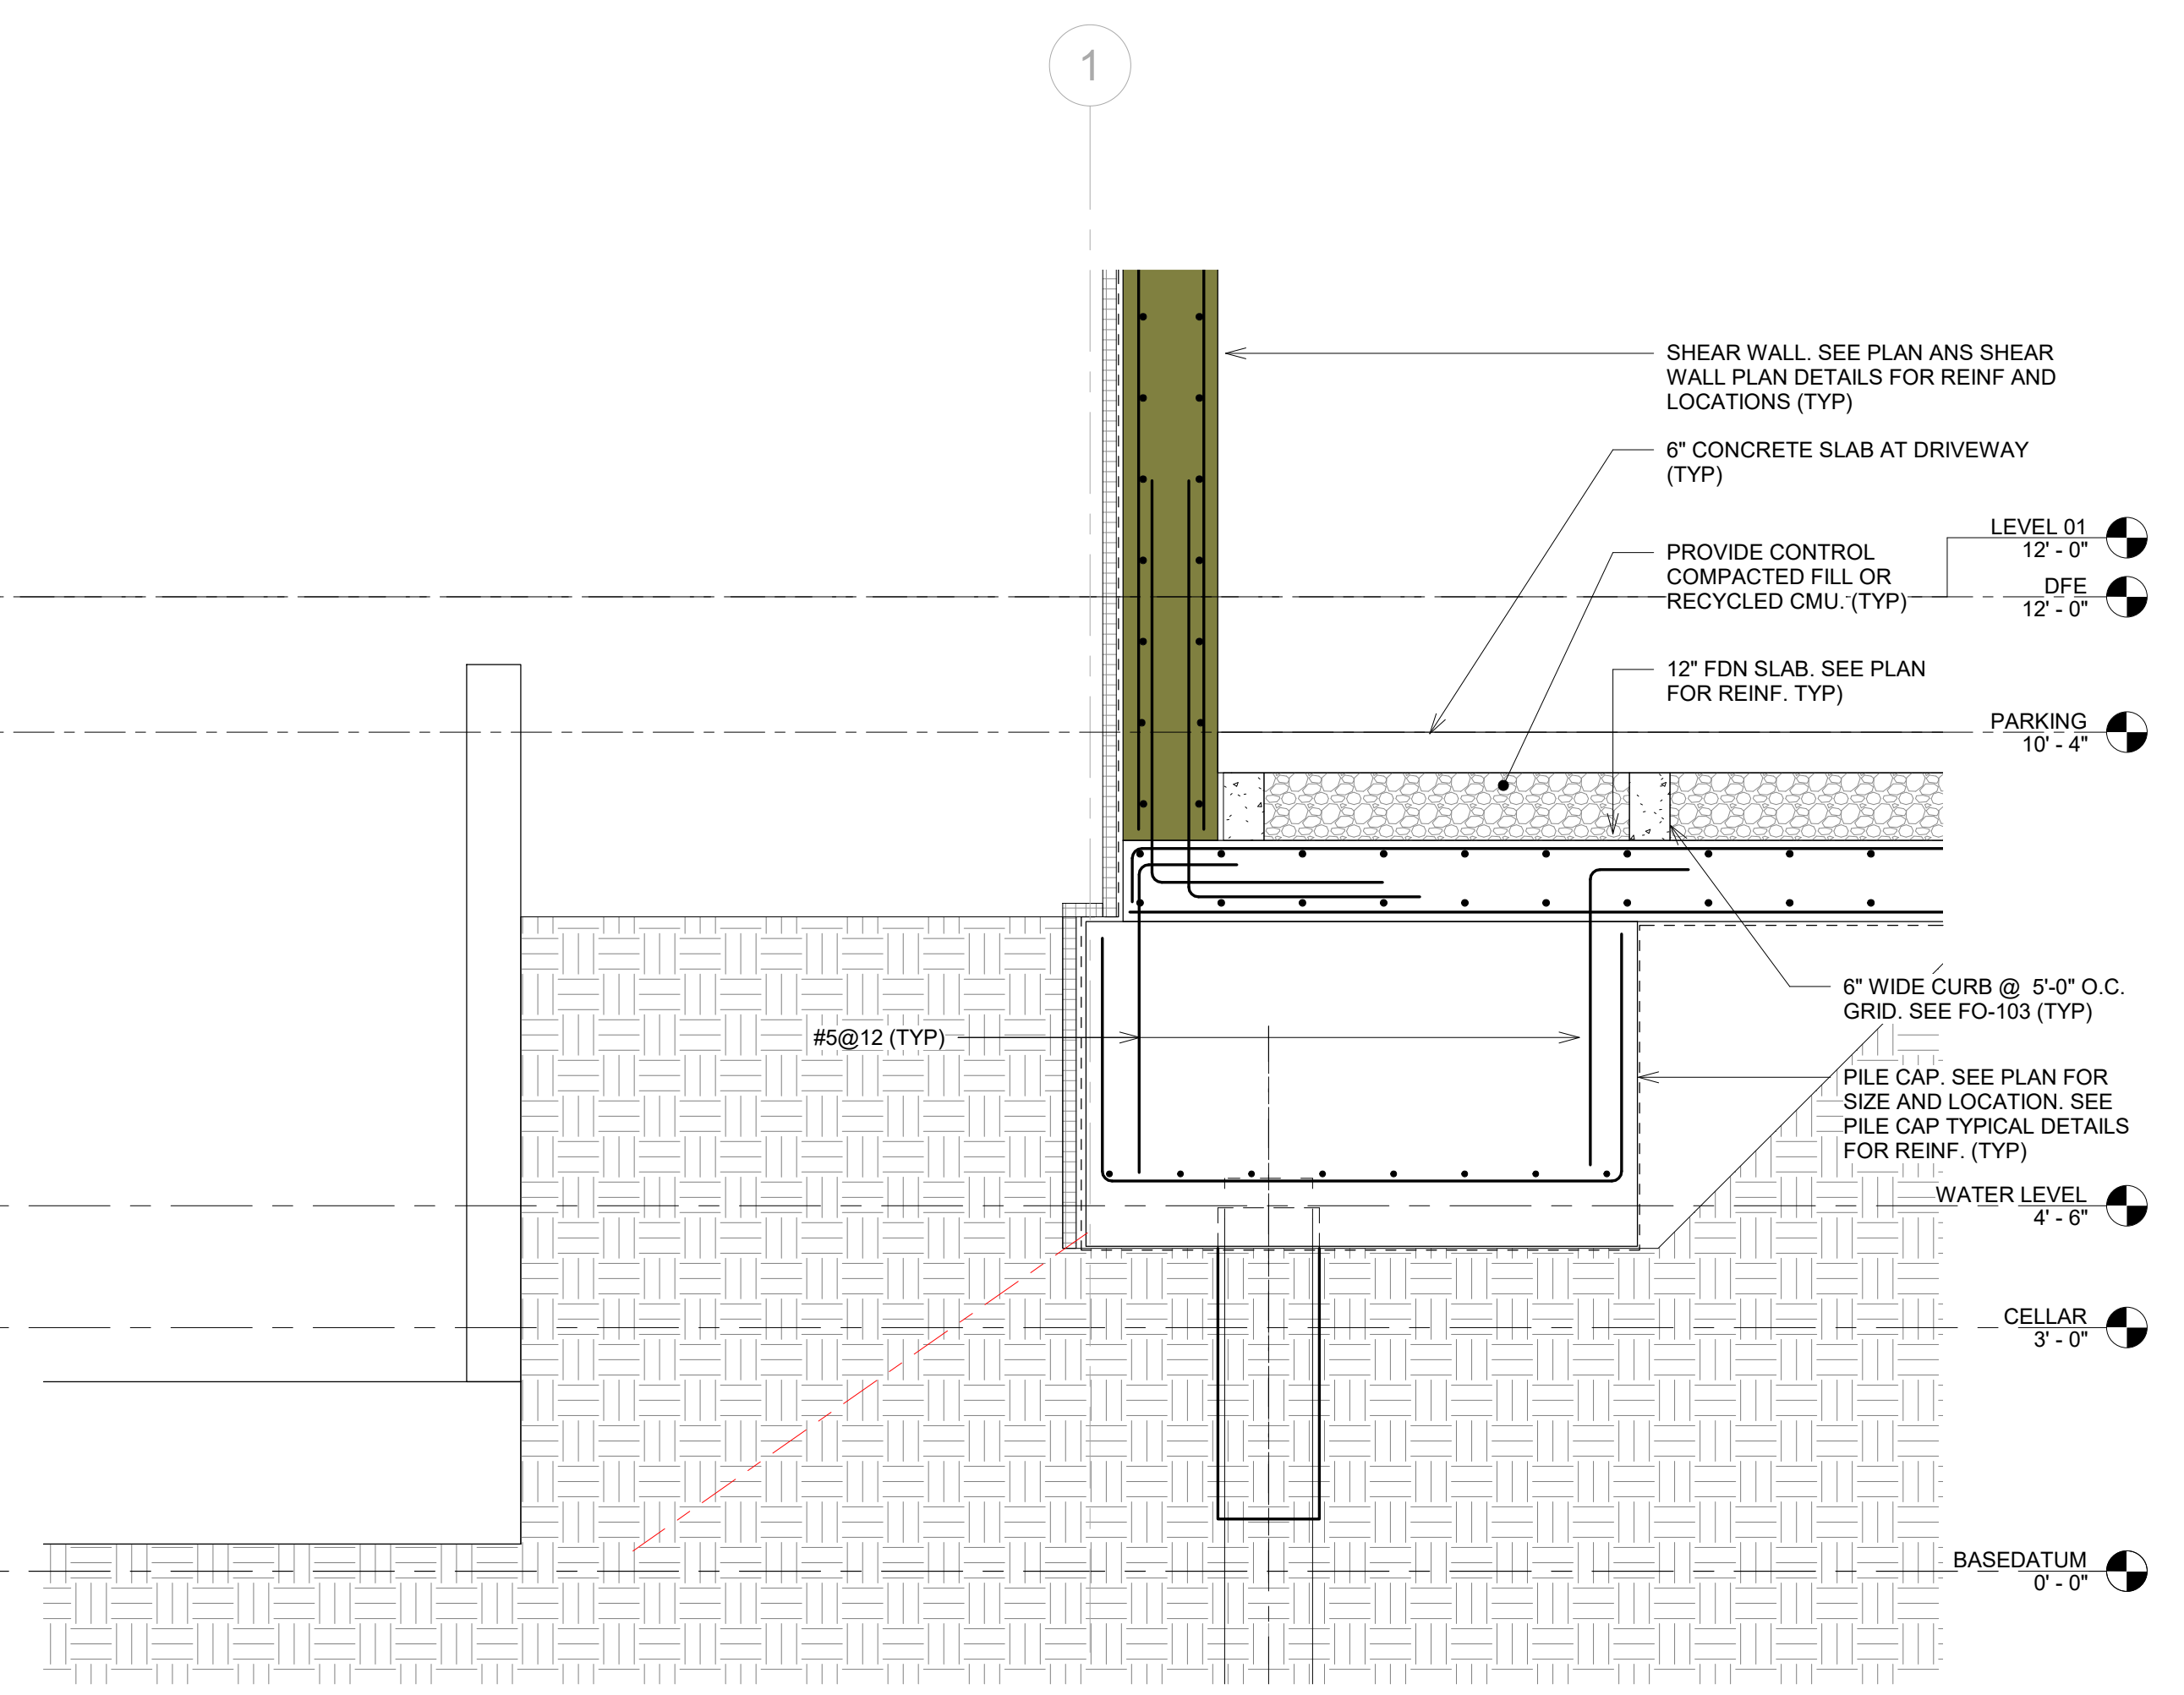 1
SHEAR WALL. SEE PLAN ANS SHEAR
WALL PLAN DETAILS FOR REINF AND
LOCATIONS (TYP)
6" CONCRETE SLAB AT DRIVEWAY
(TYP)
LEVEL 01
12' - 0"
PROVIDE CONTROL
COMPACTED FILL OR
RECYCLED CMU. (TYP)
DFE
12' - 0"
12" FDN SLAB. SEE PLAN
FOR REINF. TYP)
PARKING
10' - 4"
6" WIDE CURB @ 5'-0" O.C.
GRID. SEE FO-103 (TYP)
#5@12 (TYP)
PILE CAP. SEE PLAN FOR
SIZE AND LOCATION. SEE
PILE CAP TYPICAL DETAILS
FOR REINF. (TYP)
WATER LEVEL
4' - 6"
CELLAR
3' - 0"
BASEDATUM
0' - 0"